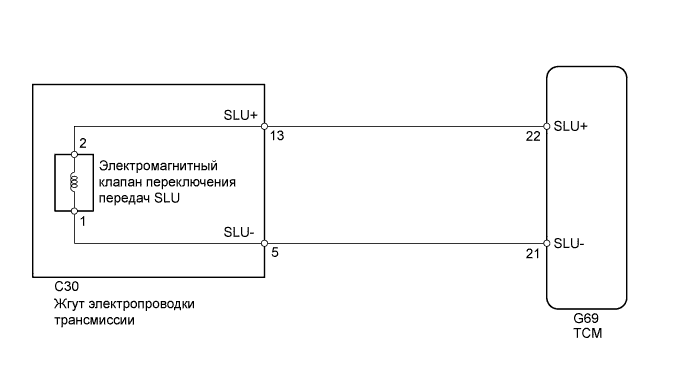 SLU+
13
22
SLU+
2
Электромагнитный
клапан переключения
передач SLU
1
SLU-
5
21
SLU-
C30
Жгут электропроводки
трансмиссии
G69
TCM